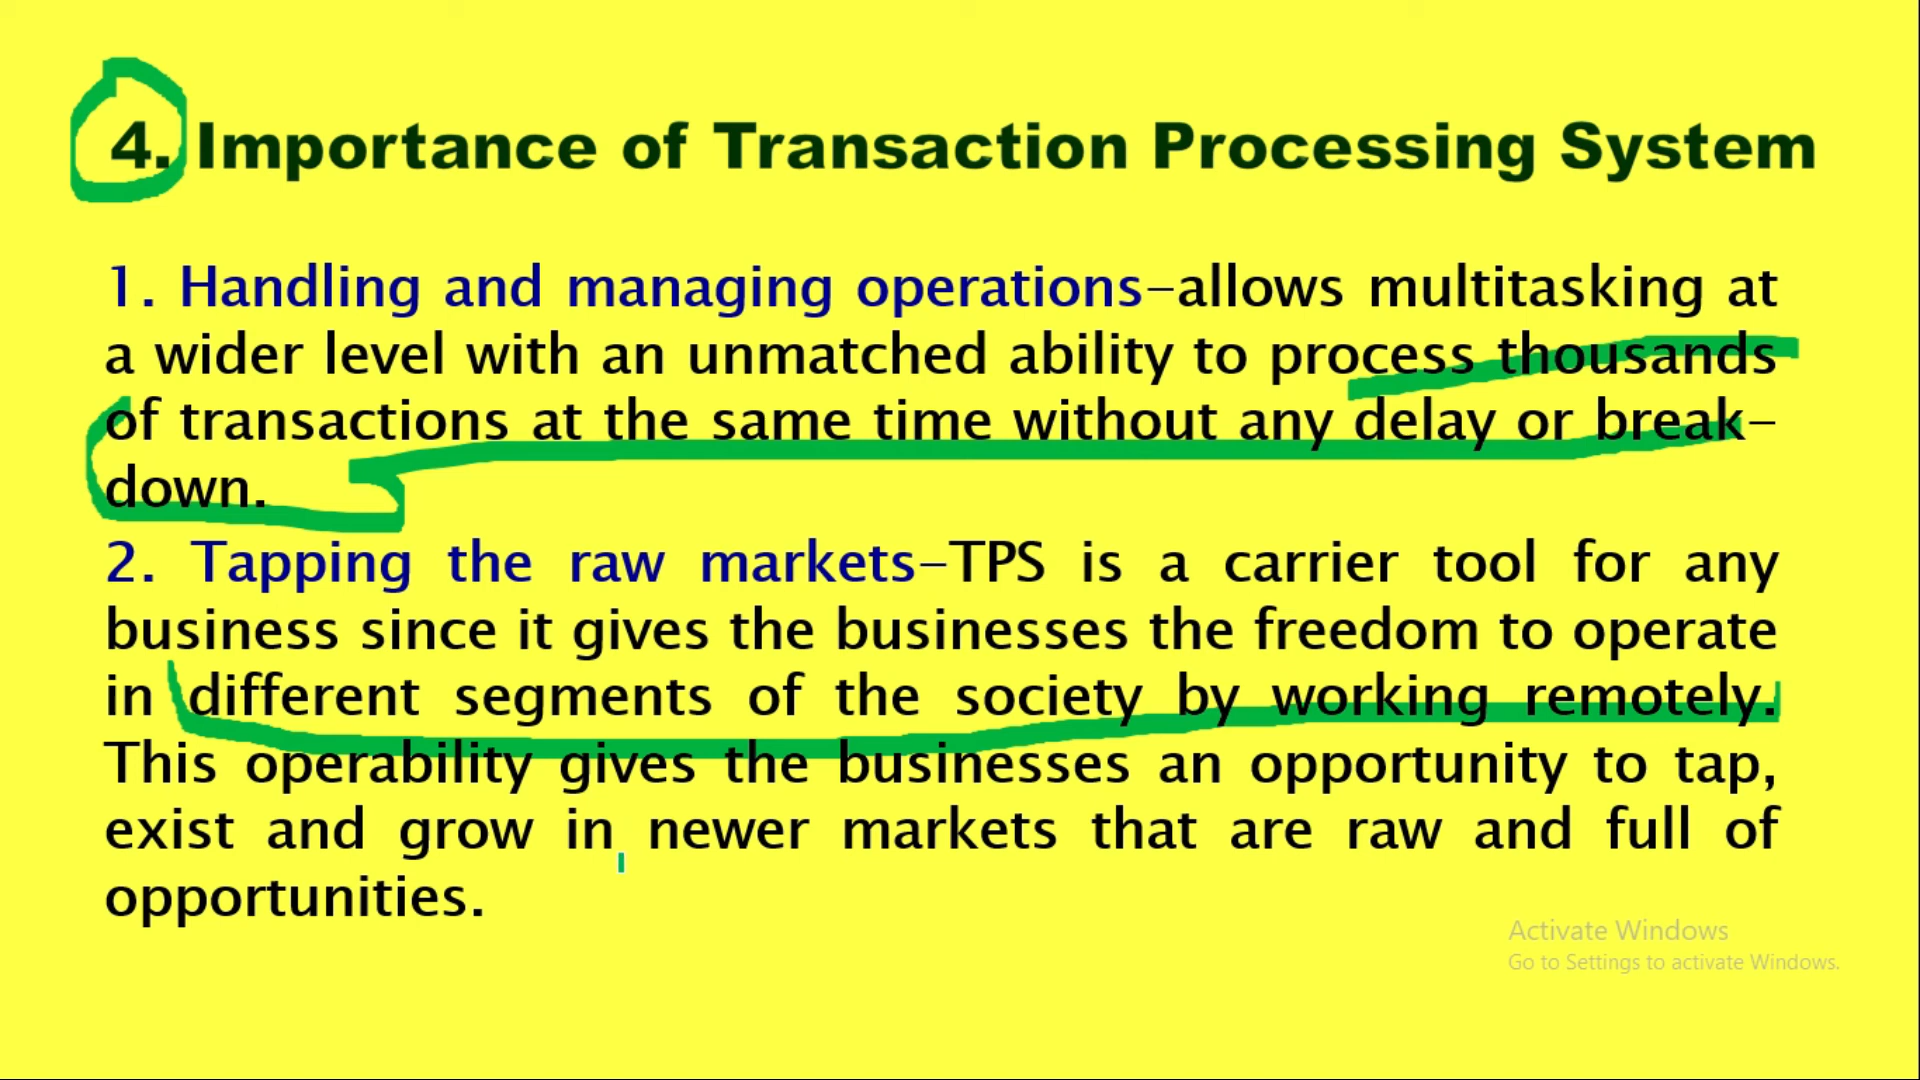 4. Importance of Transaction Processing System
1. Handling and managing operations-allows multitasking at
a wider level with an unmatched ability to process thousands
of transactions at the same time without any delay or break-
down.
2. Tapping the raw markets-TPS is a carrier tool for any
business since it gives the businesses the freedom to operate
in different segments of the society by working remotely.
This operability gives the businesses an opportunity to tap,
exist and grow in newer markets that are raw and full of
opportunities.
Activate Windows
Go to Settings to activate Windows.